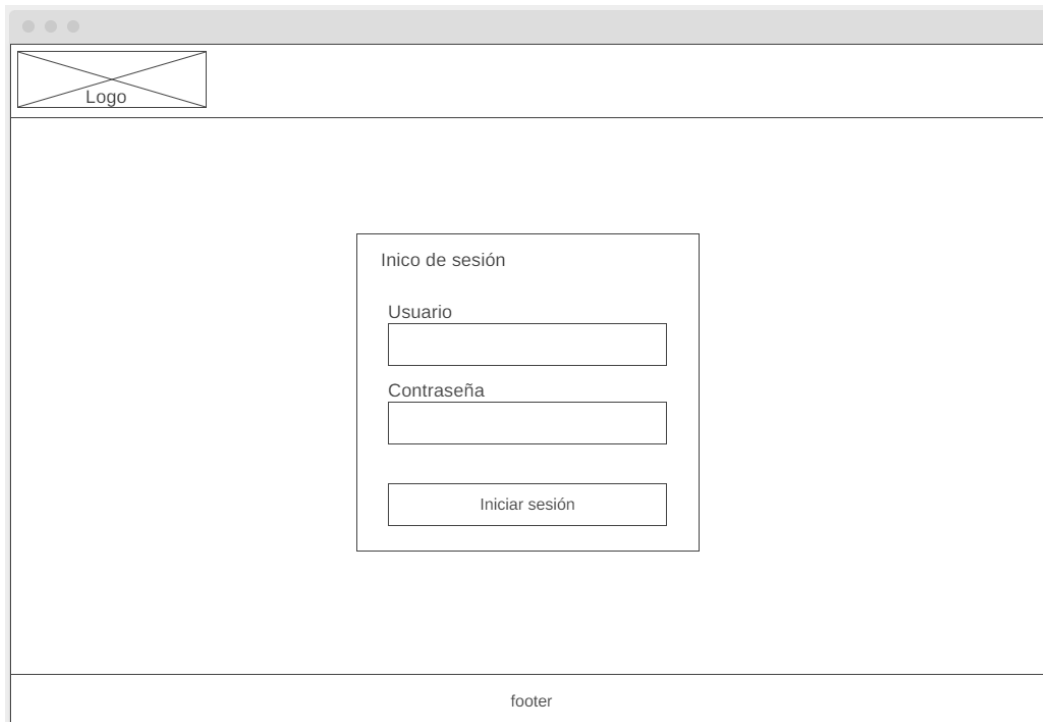 Logo
Inico de sesión
Usuario
Contraseña
Iniciar sesión
footer